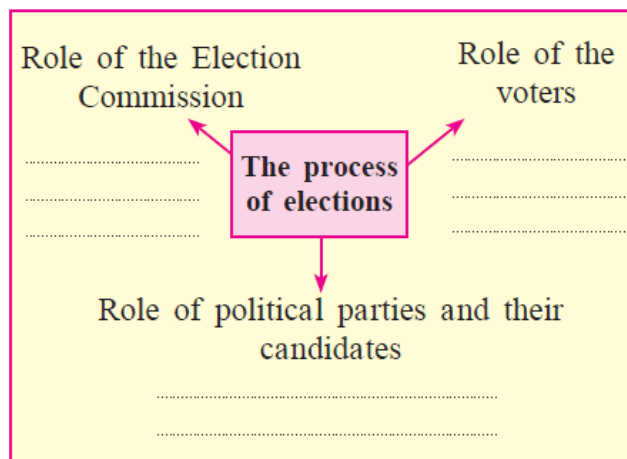 Role of the Election
Commission
Role of the
voters
The process
of elections
Role of political parties and their
candidates